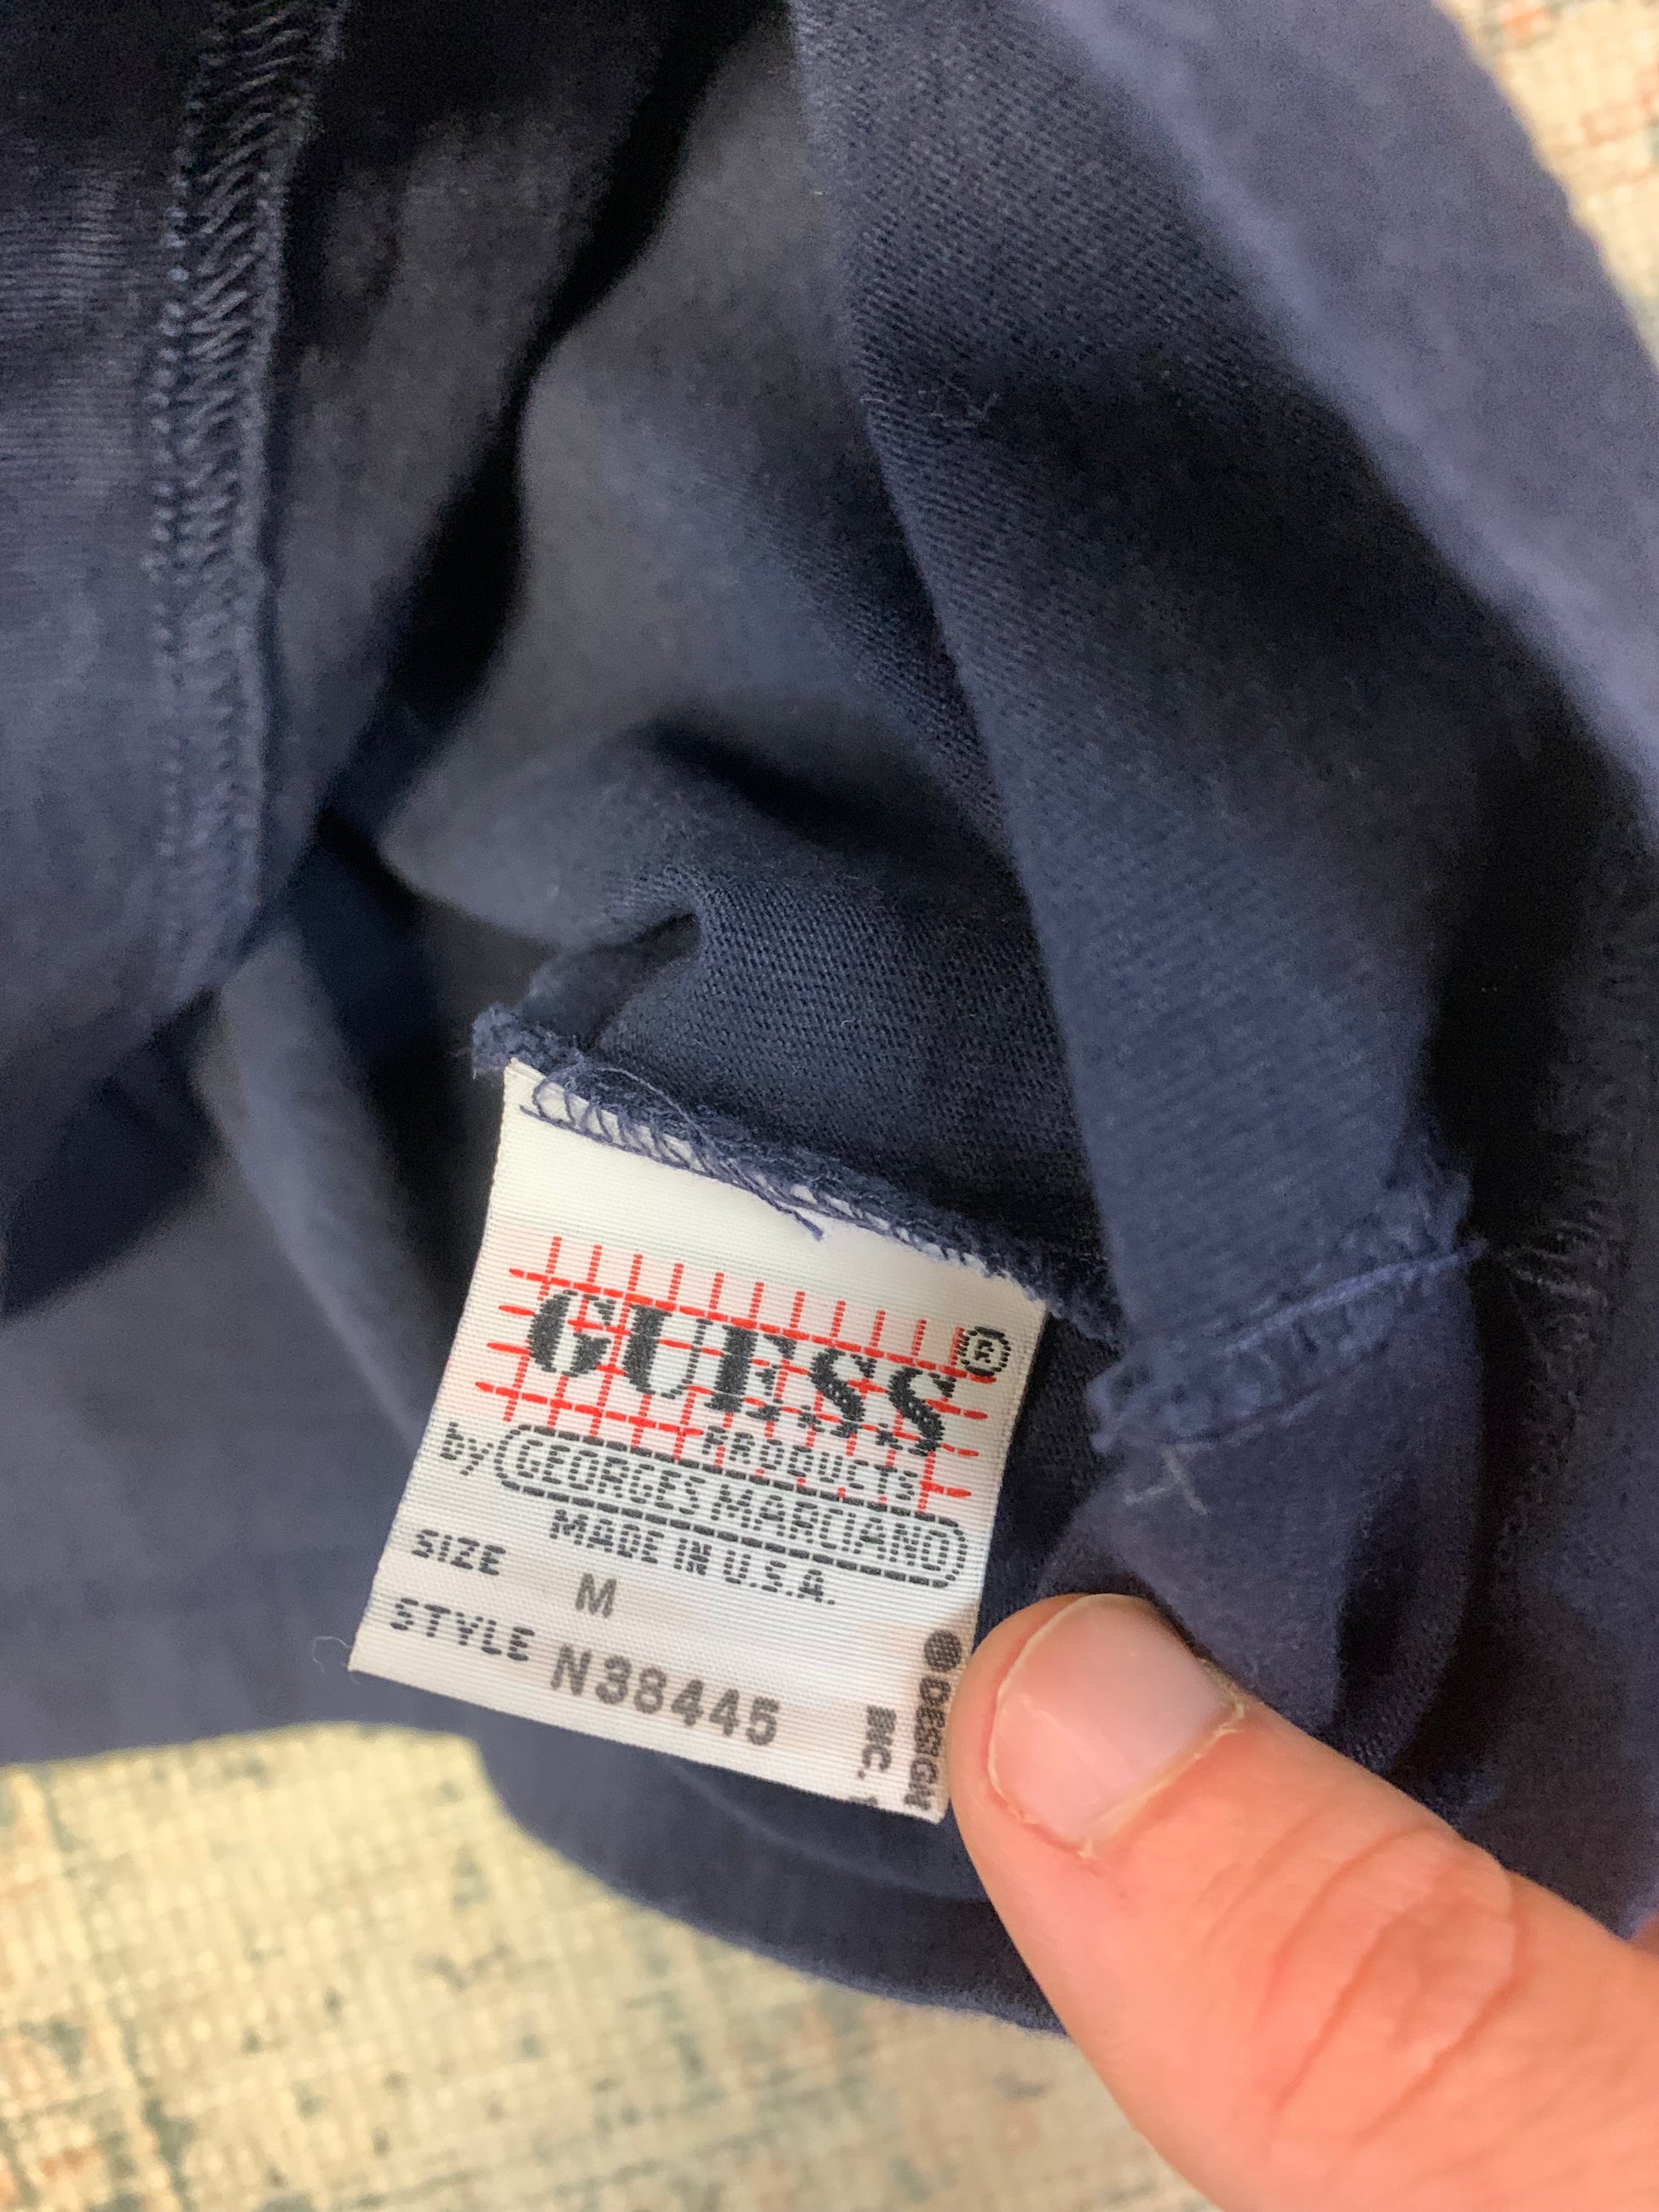 GUESS ®
PRODUCTS
by GEORGES MARCIANO
MADE IN U.S.A.
SIZE M
STYLE N38445
DESIGN
INC.